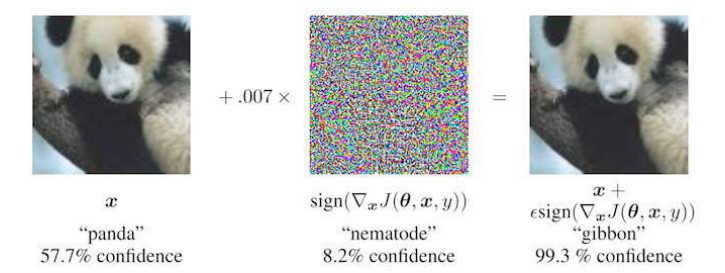 + .007 ×
=
x
sign(∇ₓJ(θ, x, y))
x +
ϵsign(∇ₓJ(θ, x, y))
“panda”
“nematode”
“gibbon”
57.7% confidence
8.2% confidence
99.3 % confidence